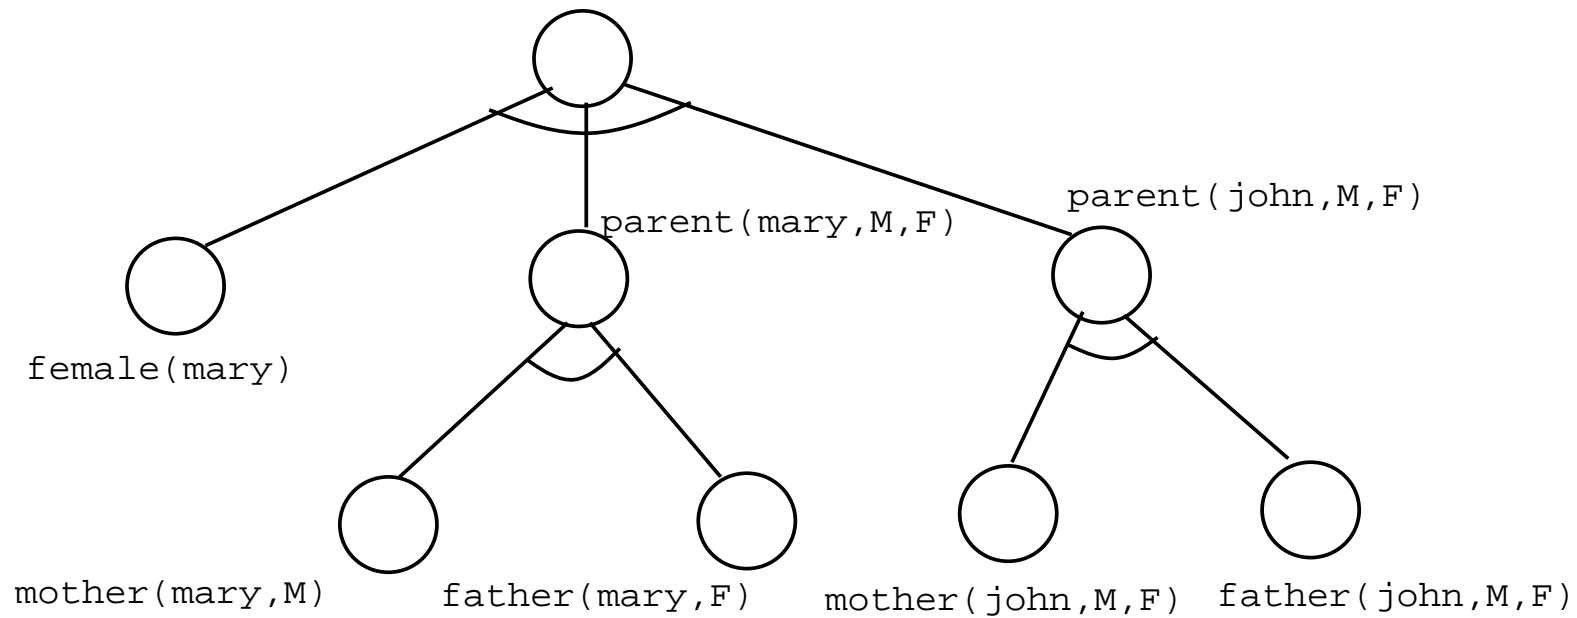 parent(john,M,F)
parent(mary,M,F)
female(mary)
mother(mary,M)
father(mary,F)
mother(john,M,F)
father(john,M,F)